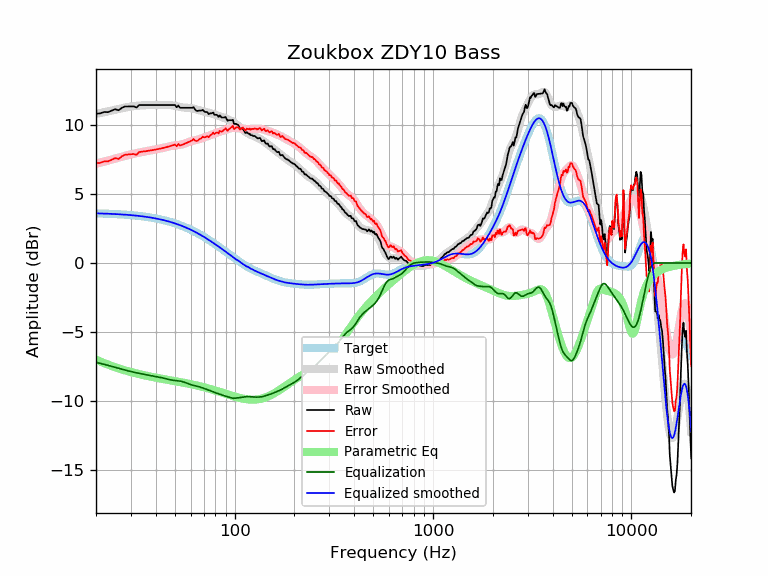 Zoukbox ZDY10 Bass
Amplitude (dBr)
10
5
0
−5
−10
−15
Target
Raw Smoothed
Error Smoothed
Raw
Error
Parametric Eq
Equalization
Equalized smoothed
100
1000
10000
Frequency (Hz)